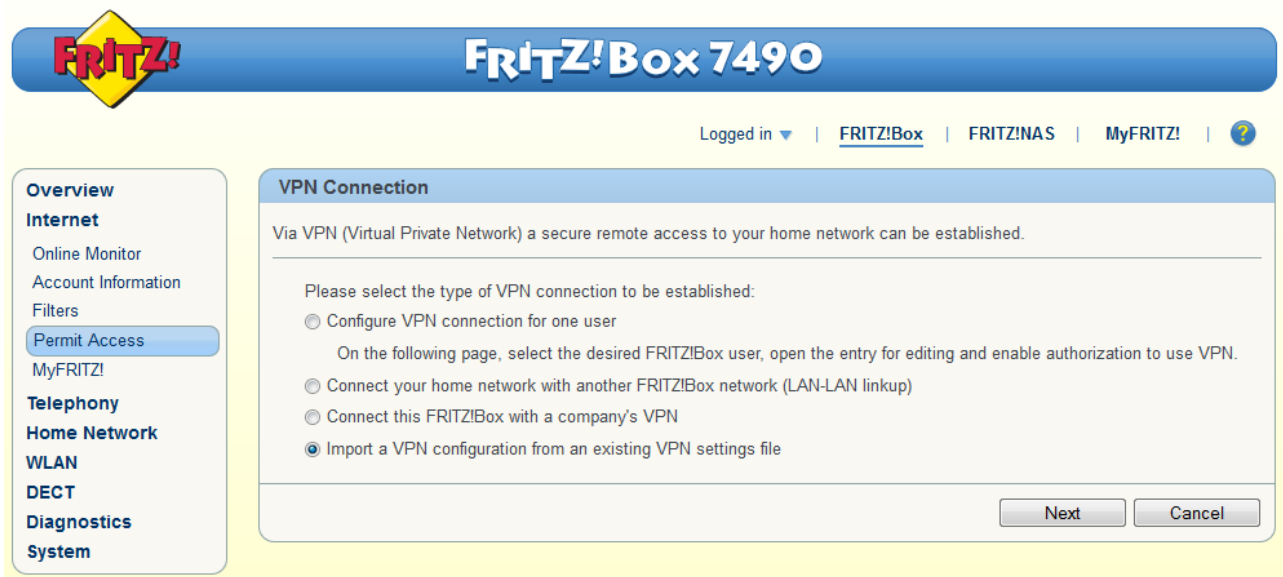 FRITZ!
FRITZ!Box 7490
Logged in | FRITZ!Box | FRITZ!NAS | MyFRITZ! | ?
Overview
Internet
Online Monitor
Account Information
Filters
Permit Access
MyFRITZ!
Telephony
Home Network
WLAN
DECT
Diagnostics
System
VPN Connection
Via VPN (Virtual Private Network) a secure remote access to your home network can be established.
Please select the type of VPN connection to be established:
Configure VPN connection for one user
On the following page, select the desired FRITZ!Box user, open the entry for editing and enable authorization to use VPN.
Connect your home network with another FRITZ!Box network (LAN-LAN linkup)
Connect this FRITZ!Box with a company's VPN
Import a VPN configuration from an existing VPN settings file
Next Cancel